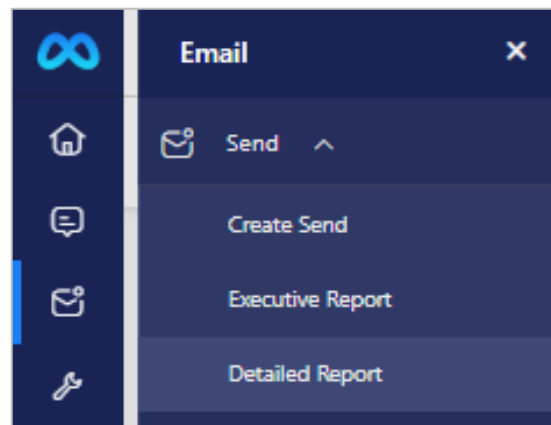 Email
Send
Create Send
Executive Report
Detailed Report